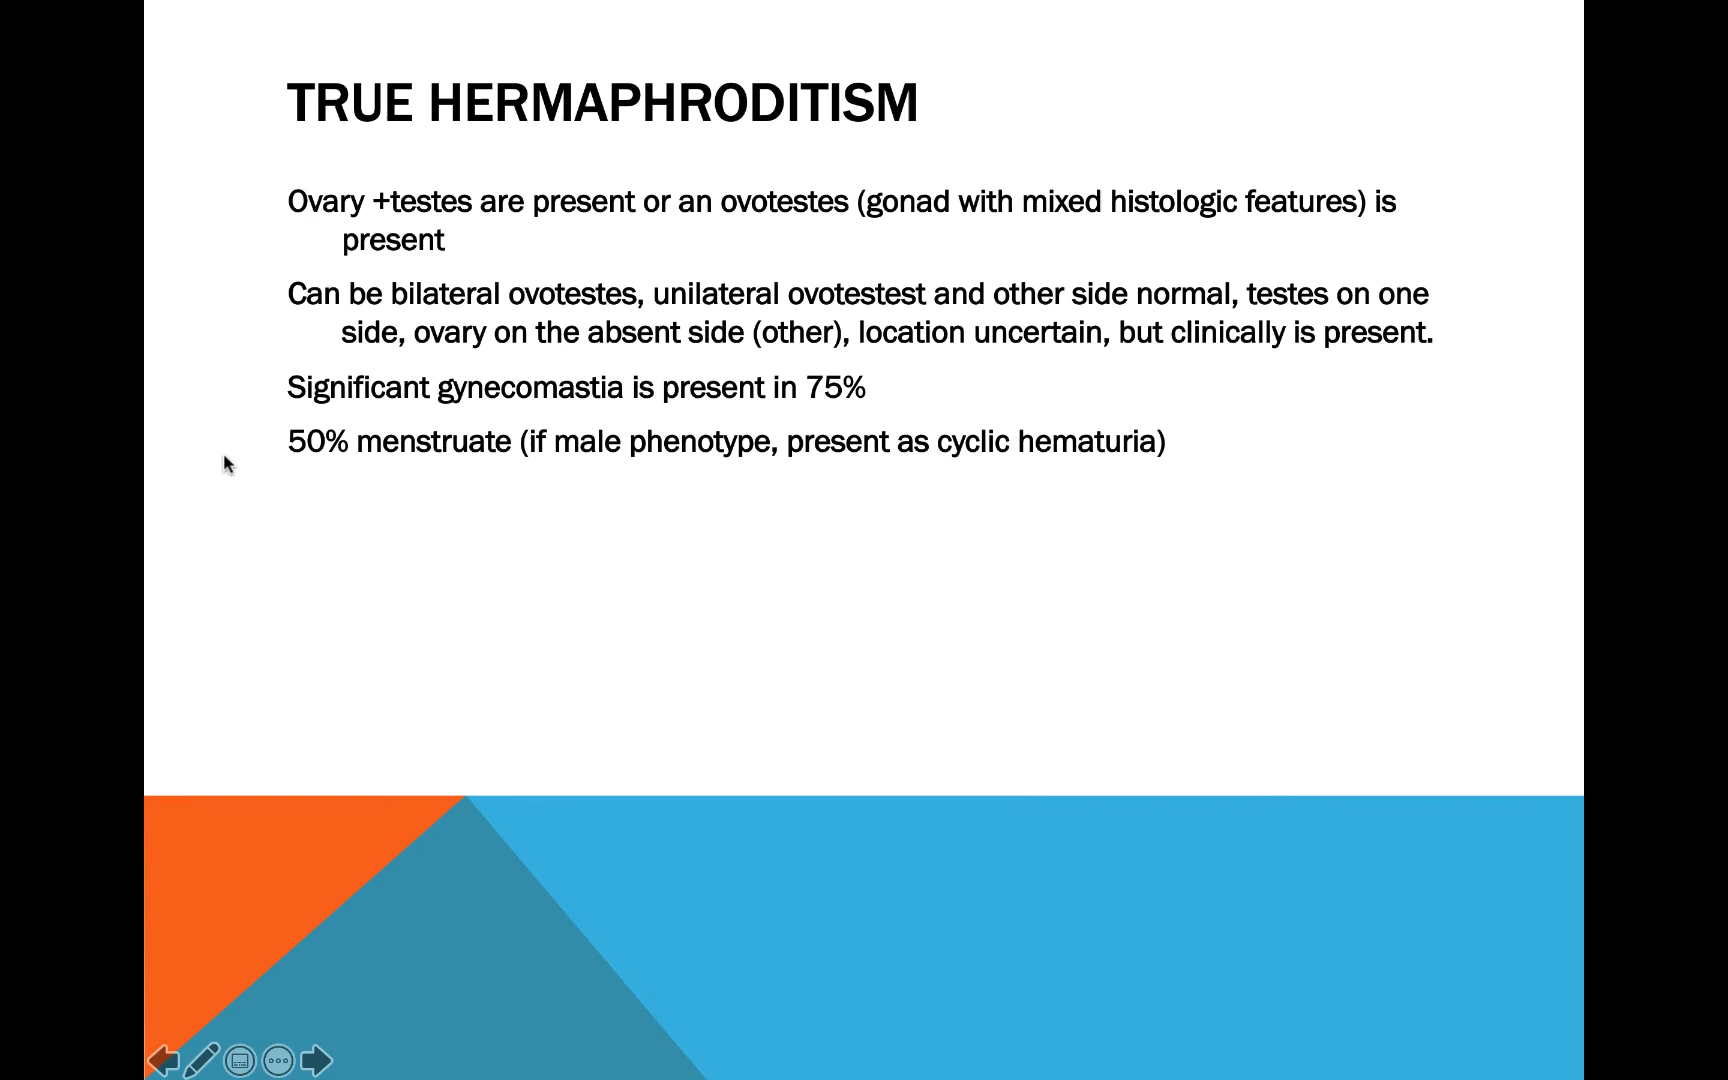 TRUE HERMAPHRODITISM
Ovary +testes are present or an ovotestes (gonad with mixed histologic features) is
present
Can be bilateral ovotestes, unilateral ovotestest and other side normal, testes on one
side, ovary on the absent side (other), location uncertain, but clinically is present.
Significant gynecomastia is present in 75%
50% menstruate (if male phenotype, present as cyclic hematuria)